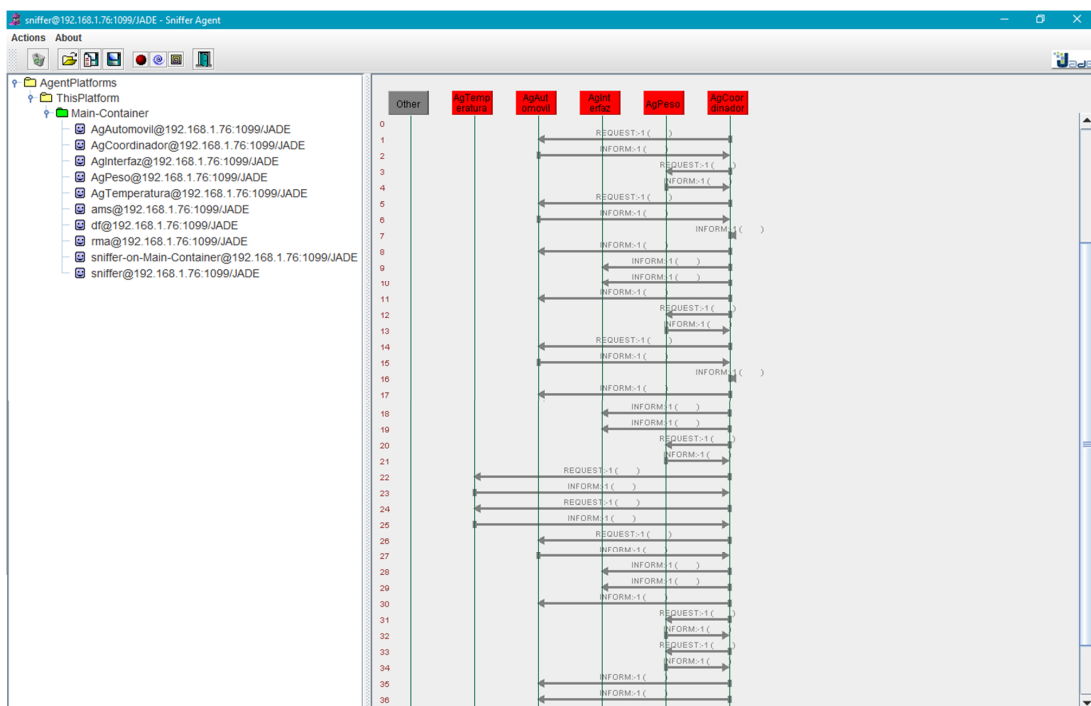 sniffer@192.168.1.76:1099/JADE - Sniffer Agent
Actions About
Jade
AgentPlatforms
ThisPlatform
Main-Container
AgAutomovil@192.168.1.76:1099/JADE
AgCoordinador@192.168.1.76:1099/JADE
AgInterfaz@192.168.1.76:1099/JADE
AgPeso@192.168.1.76:1099/JADE
AgTemperatura@192.168.1.76:1099/JADE
ams@192.168.1.76:1099/JADE
df@192.168.1.76:1099/JADE
rma@192.168.1.76:1099/JADE
sniffer-on-Main-Container@192.168.1.76:1099/JADE
sniffer@192.168.1.76:1099/JADE
Other AgTemp eratura AgAut omovil AgInt erfaz AgPeso AgCoor dinador
0
REQUEST:-1 ( )
1
INFORM:-1 ( )
2
REQUEST:-1 ( )
3
INFORM:-1 ( )
4
REQUEST:-1 ( )
5
INFORM:-1 ( )
6
INFORM:-1 ( )
7
INFORM:-1 ( )
8
INFORM:-1 ( )
9
INFORM:-1 ( )
10
INFORM:-1 ( )
11
REQUEST:-1 ( )
12
INFORM:-1 ( )
13
REQUEST:-1 ( )
14
INFORM:-1 ( )
15
INFORM:-1 ( )
16
INFORM:-1 ( )
17
INFORM:-1 ( )
18
INFORM:-1 ( )
19
REQUEST:-1 ( )
20
INFORM:-1 ( )
21
REQUEST:-1 ( )
22
INFORM:-1 ( )
23
REQUEST:-1 ( )
24
INFORM:-1 ( )
25
REQUEST:-1 ( )
26
INFORM:-1 ( )
27
INFORM:-1 ( )
28
INFORM:-1 ( )
29
INFORM:-1 ( )
30
REQUEST:-1 ( )
31
INFORM:-1 ( )
32
REQUEST:-1 ( )
33
INFORM:-1 ( )
34
INFORM:-1 ( )
35
INFORM:-1 ( )
36